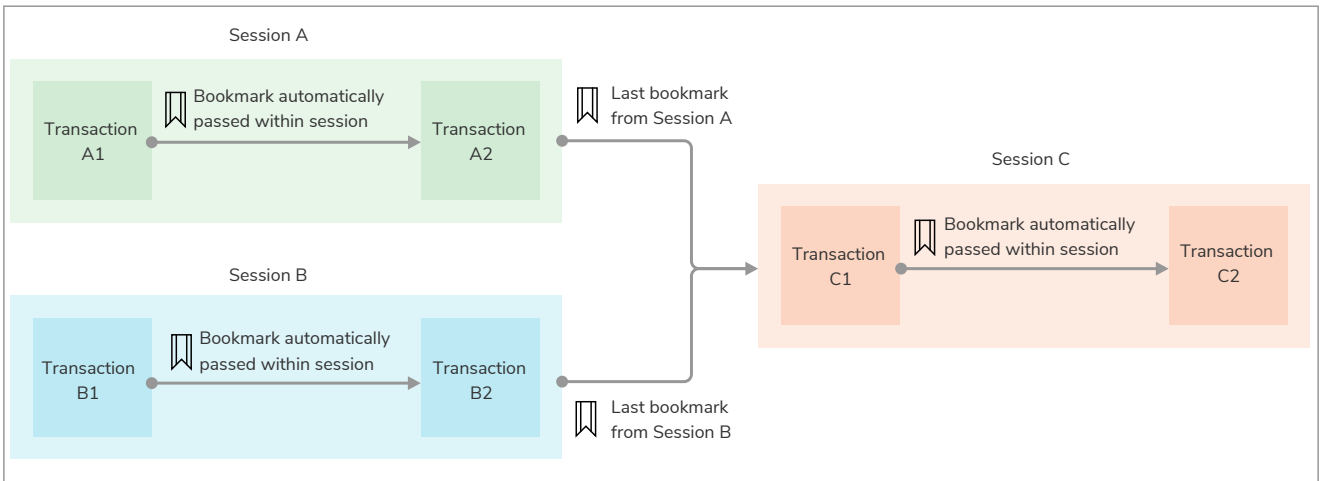 Session A
Transaction
A1
Bookmark automatically
passed within session
Transaction
A2
Last bookmark
from Session A
Session B
Transaction
B1
Bookmark automatically
passed within session
Transaction
B2
Last bookmark
from Session B
Session C
Transaction
C1
Bookmark automatically
passed within session
Transaction
C2